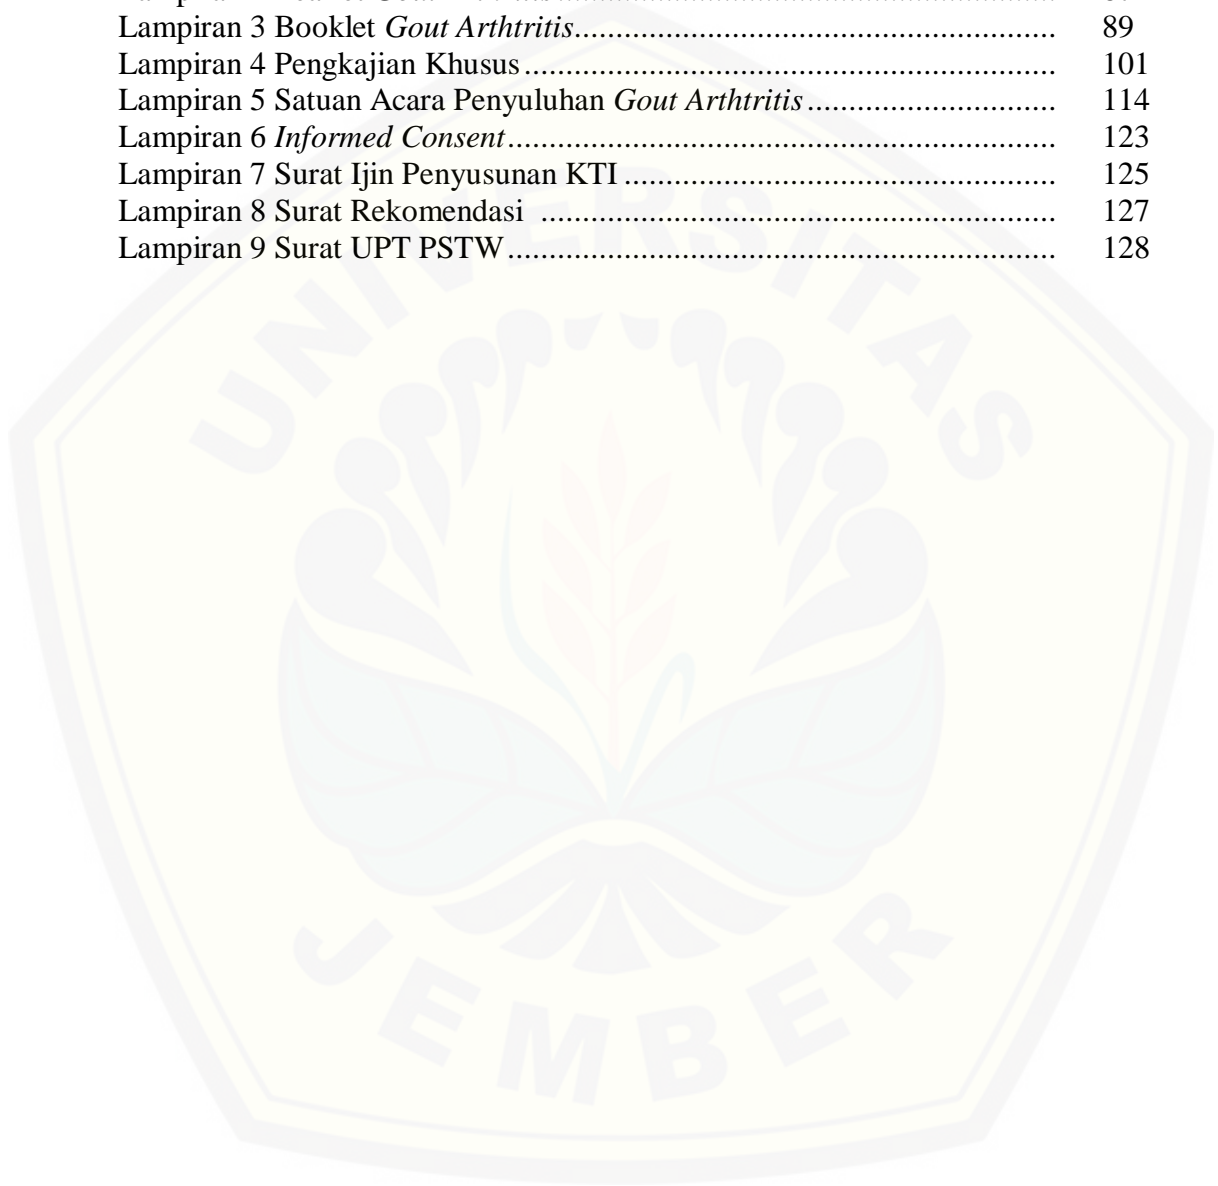 Lampiran 3 Booklet Gout Arthtritis.......................................................... 89
Lampiran 4 Pengkajian Khusus................................................................ 101
Lampiran 5 Satuan Acara Penyuluhan Gout Arthtritis.............................. 114
Lampiran 6 Informed Consent.................................................................. 123
Lampiran 7 Surat Ijin Penyusunan KTI.................................................... 125
Lampiran 8 Surat Rekomendasi .............................................................. 127
Lampiran 9 Surat UPT PSTW.................................................................. 128
UNIVERSITAS
JEMBER